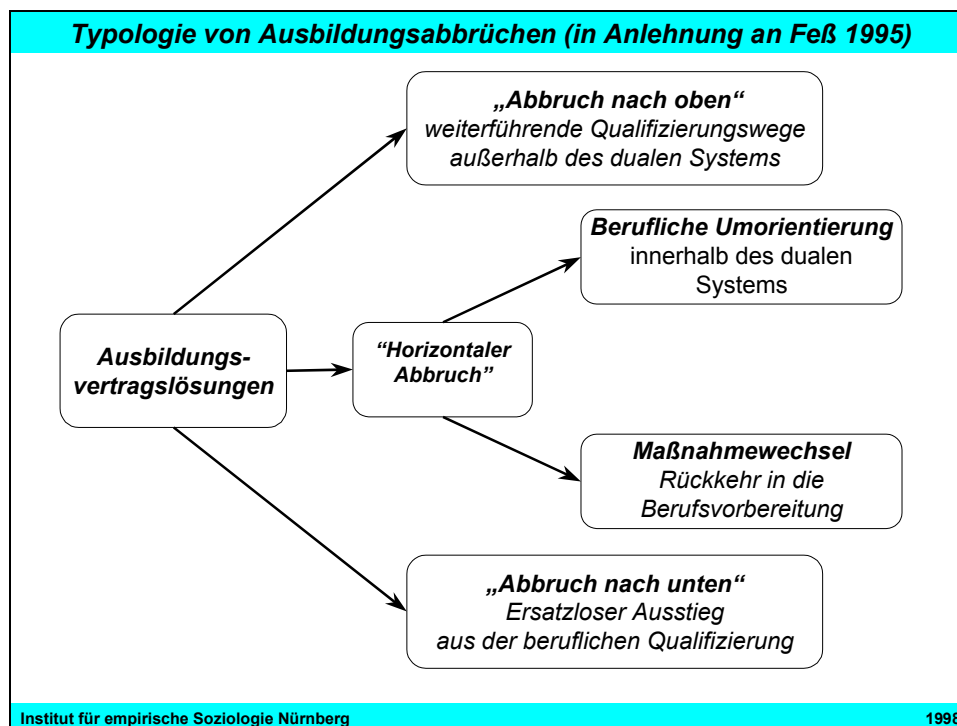 Typologie von Ausbildungsabbrüchen (in Anlehnung an Feß 1995)
„Abbruch nach oben“
weiterführende Qualifizierungswege
außerhalb des dualen Systems
Berufliche Umorientierung
innerhalb des dualen
Systems
Ausbildungs-
vertragslösungen
“Horizontaler
Abbruch”
Maßnahmewechsel
Rückkehr in die
Berufsvorbereitung
„Abbruch nach unten“
Ersatzloser Ausstieg
aus der beruflichen Qualifizierung
Institut für empirische Soziologie Nürnberg 1998